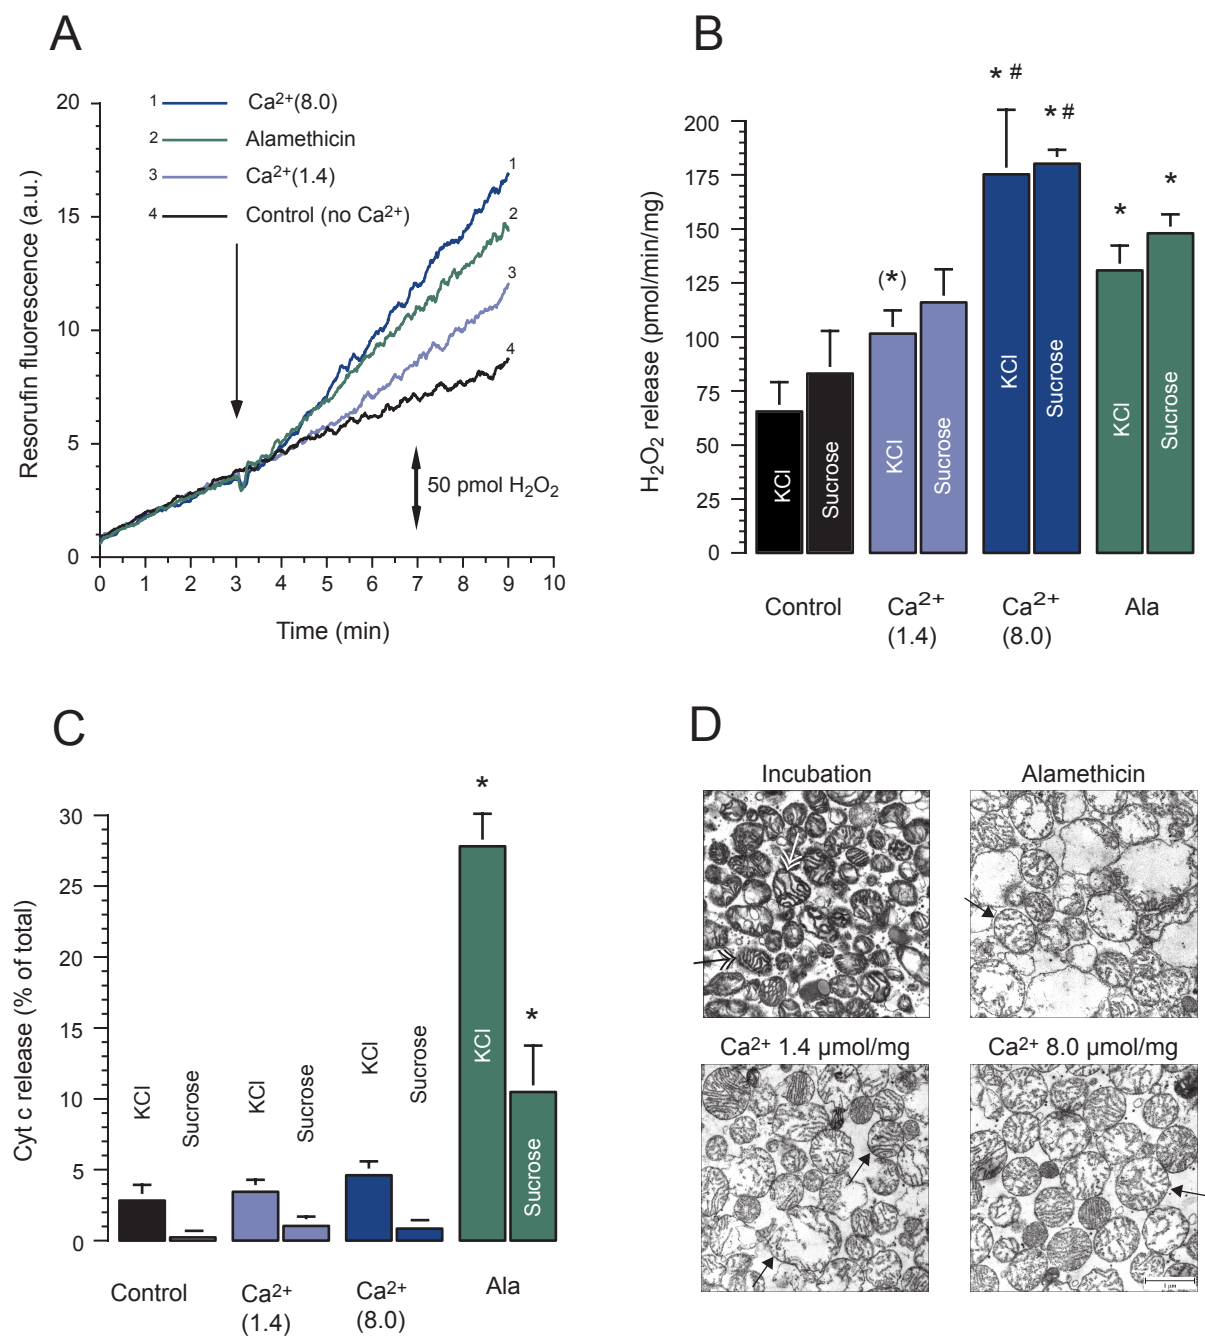 A
Resorufin fluorescence (a.u.)
20
15
10
5
0
1 Ca²⁺(8.0)
2 Alamethicin
3 Ca²⁺(1.4)
4 Control (no Ca²⁺)
1
2
3
4
50 pmol H₂O₂
0 1 2 3 4 5 6 7 8 9 10
Time (min)
B
H₂O₂ release (pmol/min/mg)
200
175
150
125
100
75
50
25
0
* #
* #
(*)
*
*
KCl
Sucrose
KCl
Sucrose
KCl
Sucrose
KCl
Sucrose
Control
Ca²⁺
(1.4)
Ca²⁺
(8.0)
Ala
C
Cyt c release (% of total)
30
25
20
15
10
5
0
*
*
KCl
Sucrose
KCl
Sucrose
KCl
Sucrose
KCl
Sucrose
Control
Ca²⁺
(1.4)
Ca²⁺
(8.0)
Ala
D
Incubation
Alamethicin
Ca²⁺ 1.4 µmol/mg
Ca²⁺ 8.0 µmol/mg
1 µm